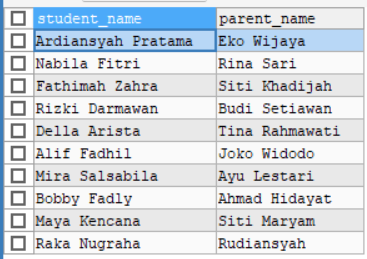 student_name parent_name
Ardiansyah Pratama Eko Wijaya
Nabila Fitri Rina Sari
Fathimah Zahra Siti Khadijah
Rizki Darmawan Budi Setiawan
Della Arista Tina Rahmawati
Alif Fadhil Joko Widodo
Mira Salsabila Ayu Lestari
Bobby Fadly Ahmad Hidayat
Maya Kencana Siti Maryam
Raka Nugraha Rudiansyah